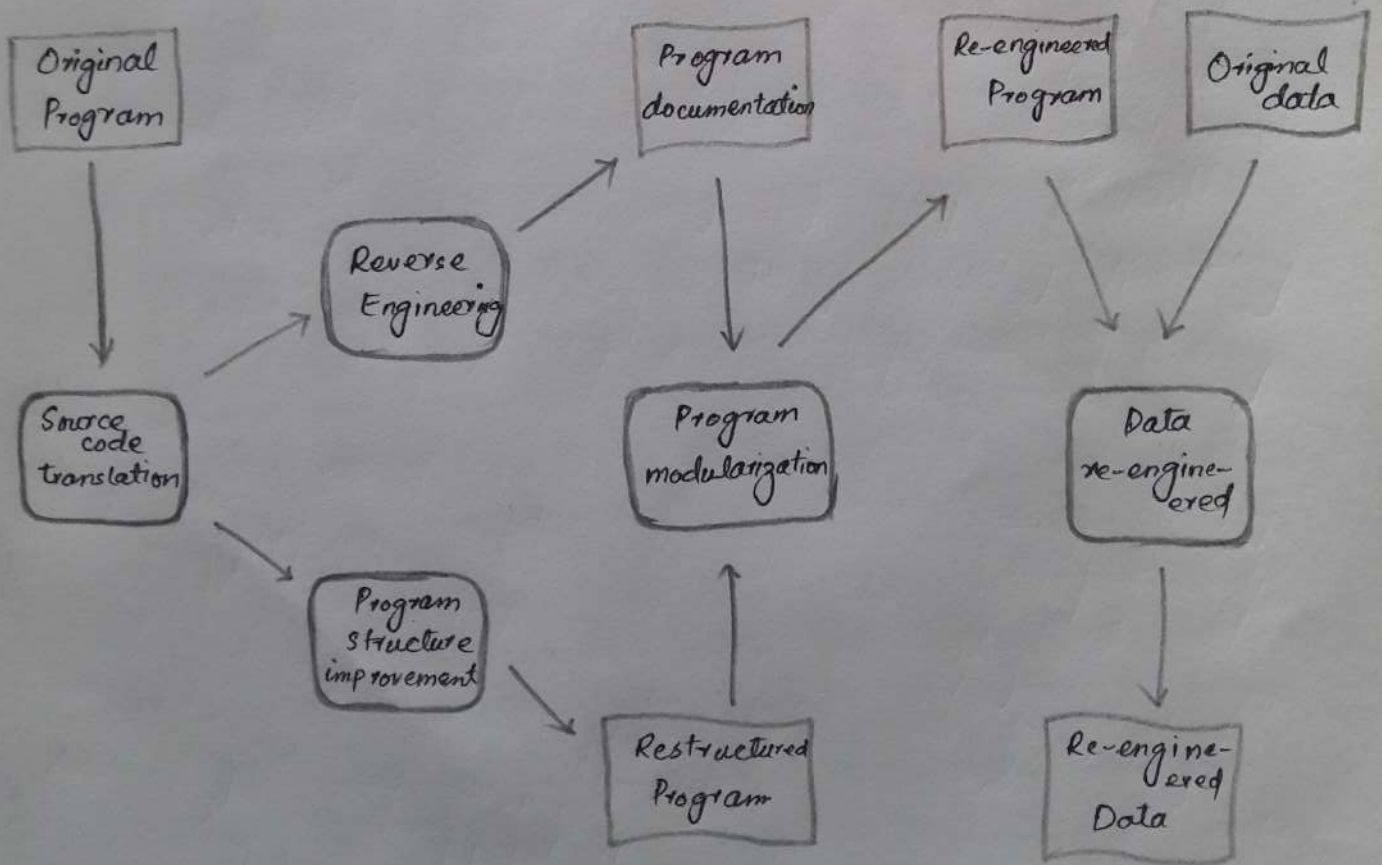 Original
Program
Program
documentation
Re-engineered
Program
Original
data
Reverse
Engineering
Source
code
translation
Program
modularization
Data
re-engine-
ered
Program
structure
improvement
Restructured
Program
Re-engine-
ered
Data